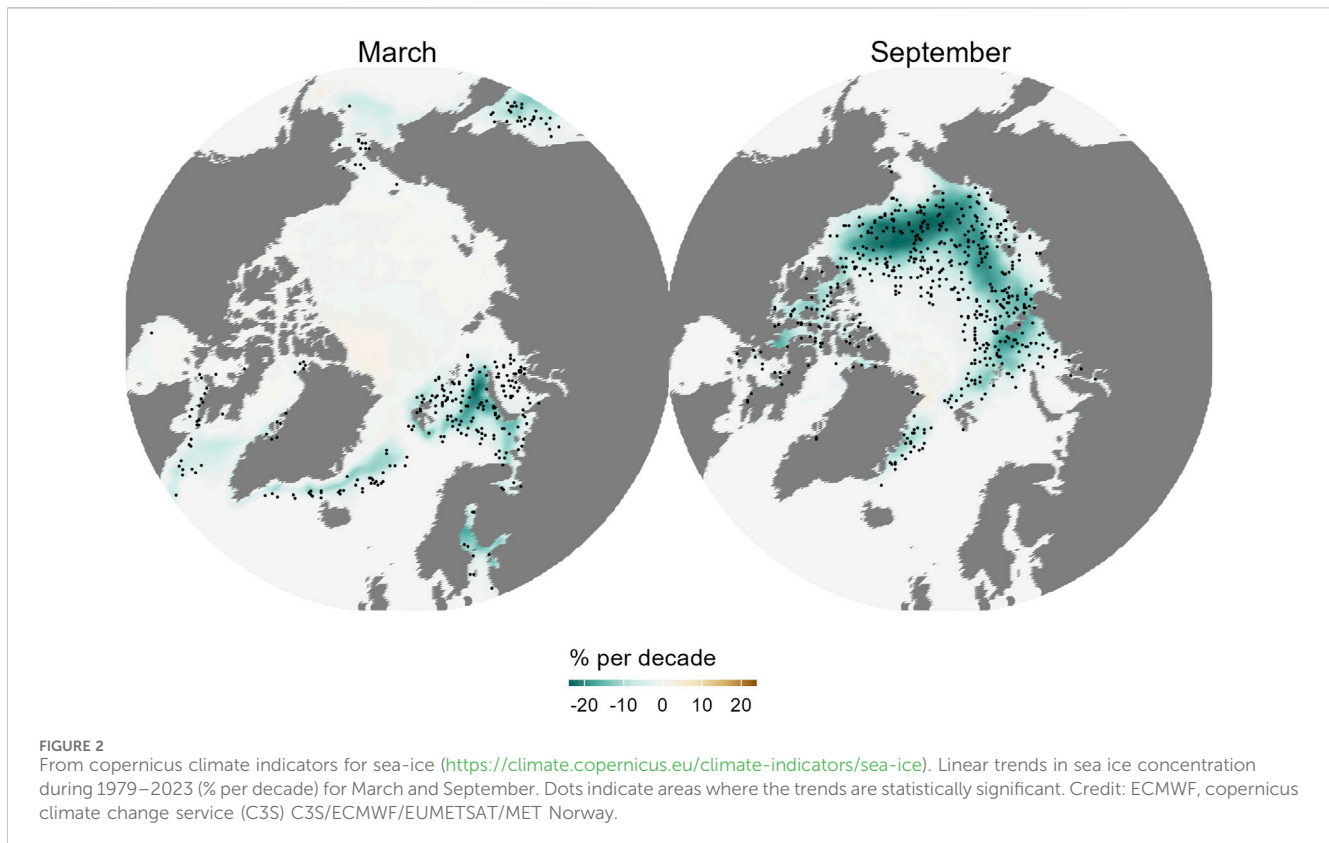 March
September
% per decade
-20 -10 0 10 20
FIGURE 2
From copernicus climate indicators for sea-ice (https://climate.copernicus.eu/climate-indicators/sea-ice). Linear trends in sea ice concentration
during 1979–2023 (% per decade) for March and September. Dots indicate areas where the trends are statistically significant. Credit: ECMWF, copernicus
climate change service (C3S) C3S/ECMWF/EUMETSAT/MET Norway.